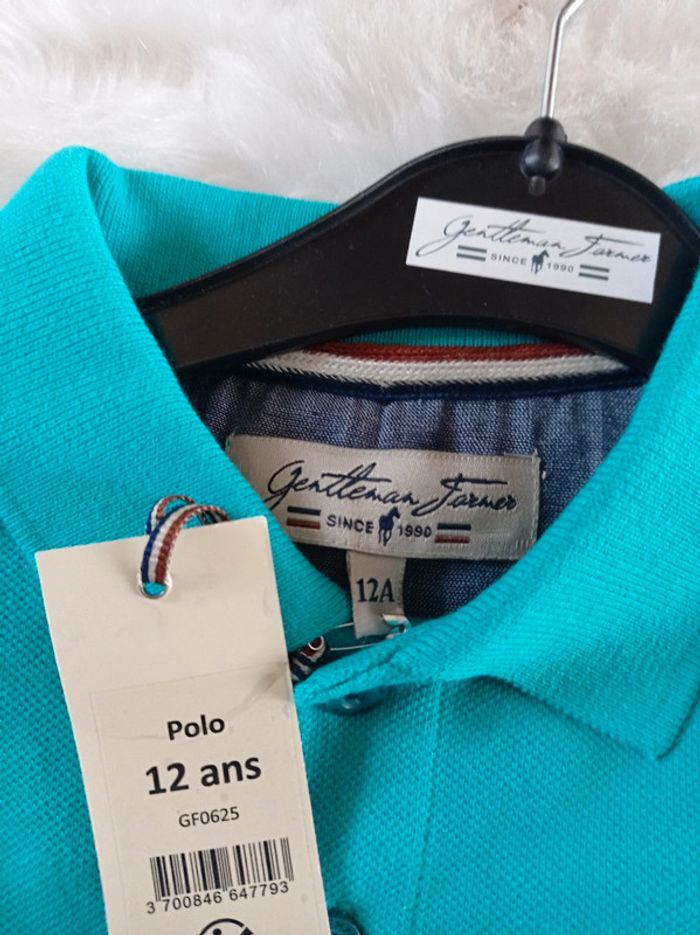 Gentleman Farmer
SINCE 1990
Gentleman Farmer
SINCE 1990
12A
Polo
12 ans
GF0625
3 700846 647793